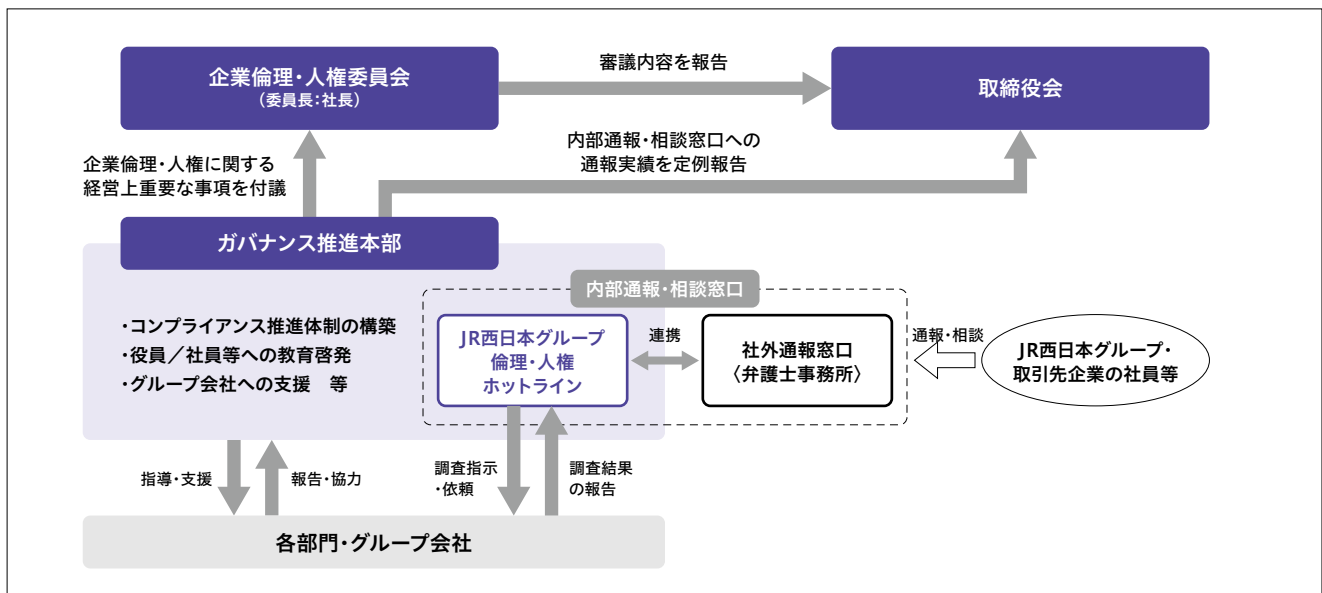 企業倫理・人権委員会
（委員長：社長）
審議内容を報告
取締役会
企業倫理・人権に関する
経営上重要な事項を付議
内部通報・相談窓口への
通報実績を定例報告
ガバナンス推進本部
・コンプライアンス推進体制の構築
・役員／社員等への教育啓発
・グループ会社への支援　等
内部通報・相談窓口
JR西日本グループ
倫理・人権
ホットライン
連携
社外通報窓口
〈弁護士事務所〉
通報・相談
JR西日本グループ・
取引先企業の社員等
指導・支援
報告・協力
調査指示
・依頼
調査結果
の報告
各部門・グループ会社